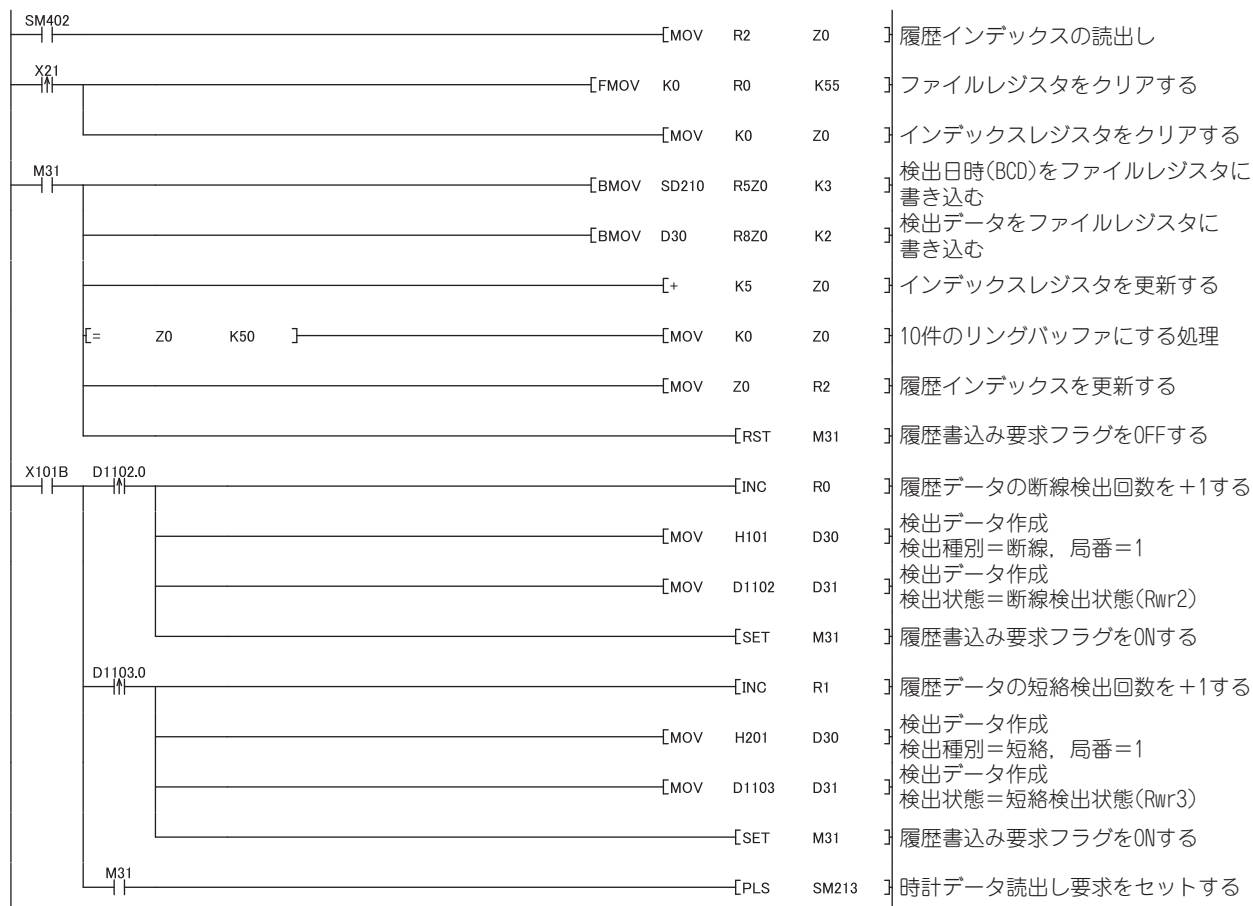 SM402
[MOV R2 Z0 ] 履歴インデックスの読出し
X21
[FMOV K0 R0 K55 ] ファイルレジスタをクリアする
[MOV K0 Z0 ] インデックスレジスタをクリアする
M31
[BMOV SD210 R5Z0 K3 ] 検出日時(BCD)をファイルレジスタに
書き込む
[BMOV D30 R8Z0 K2 ] 検出データをファイルレジスタに
書き込む
[+ K5 Z0 ] インデックスレジスタを更新する
[= Z0 K50 ] [MOV K0 Z0 ] 10件のリングバッファにする処理
[MOV Z0 R2 ] 履歴インデックスを更新する
[RST M31 ] 履歴書込み要求フラグをOFFする
X101B D1102.0
[INC R0 ] 履歴データの断線検出回数を＋1する
[MOV H101 D30 ] 検出データ作成
検出種別＝断線，局番＝1
[MOV D1102 D31 ] 検出データ作成
検出状態＝断線検出状態(Rwr2)
[SET M31 ] 履歴書込み要求フラグをONする
D1103.0
[INC R1 ] 履歴データの短絡検出回数を＋1する
[MOV H201 D30 ] 検出データ作成
検出種別＝短絡，局番＝1
[MOV D1103 D31 ] 検出データ作成
検出状態＝短絡検出状態(Rwr3)
[SET M31 ] 履歴書込み要求フラグをONする
M31
[PLS SM213 ] 時計データ読出し要求をセットする